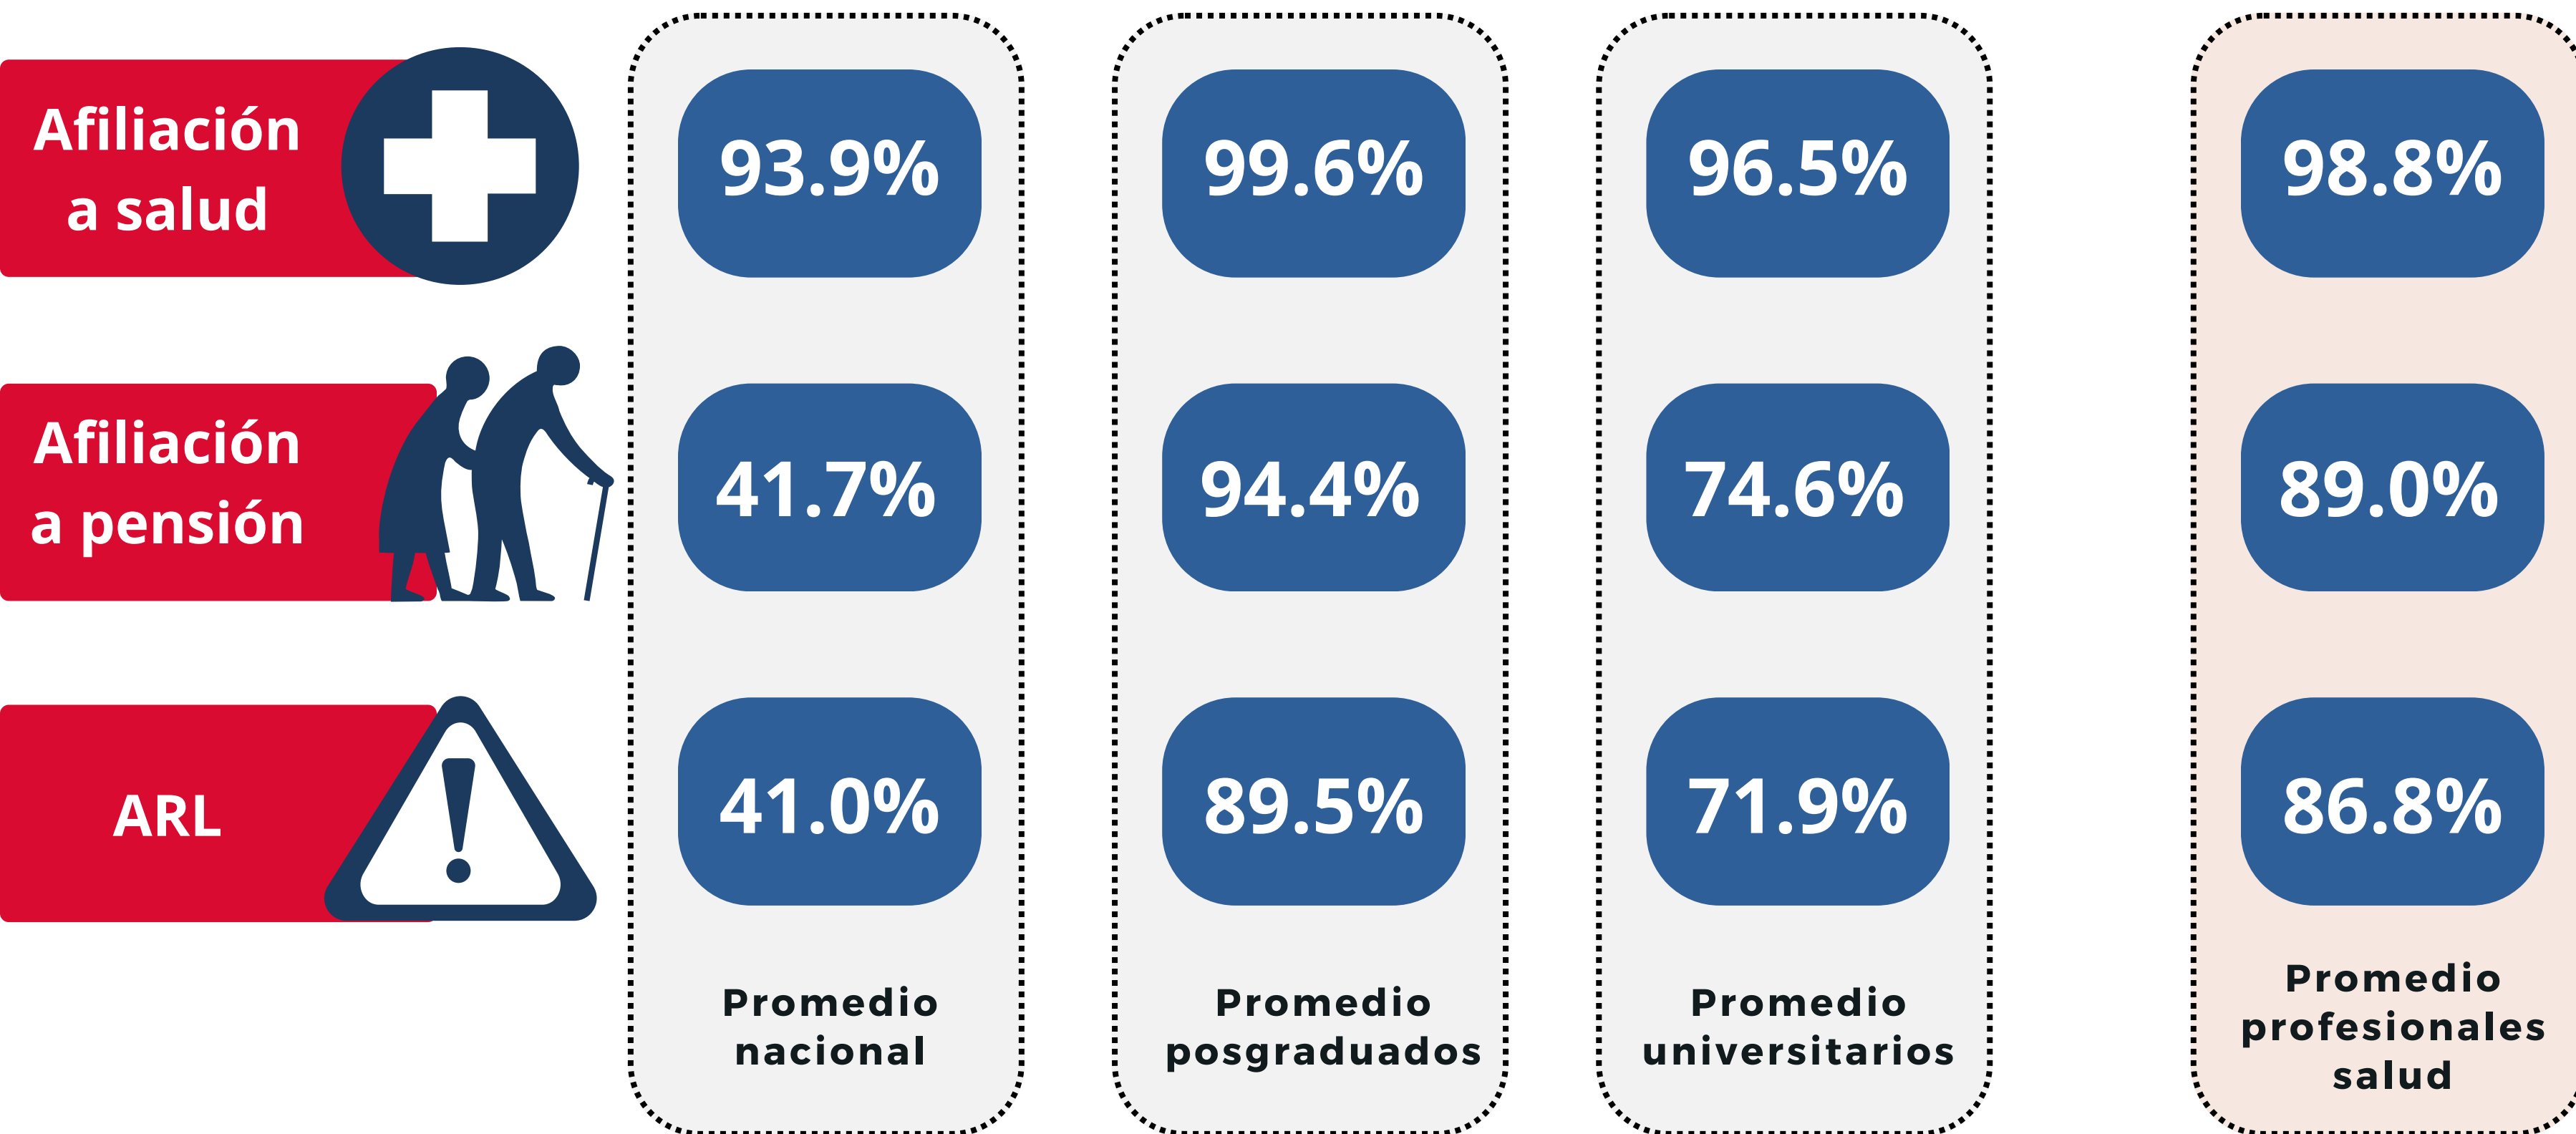 Afiliación
a salud
93.9%
99.6%
96.5%
98.8%
Afiliación
a pensión
41.7%
94.4%
74.6%
89.0%
ARL
41.0%
89.5%
71.9%
86.8%
Promedio
nacional
Promedio
posgraduados
Promedio
universitarios
Promedio
profesionales
salud